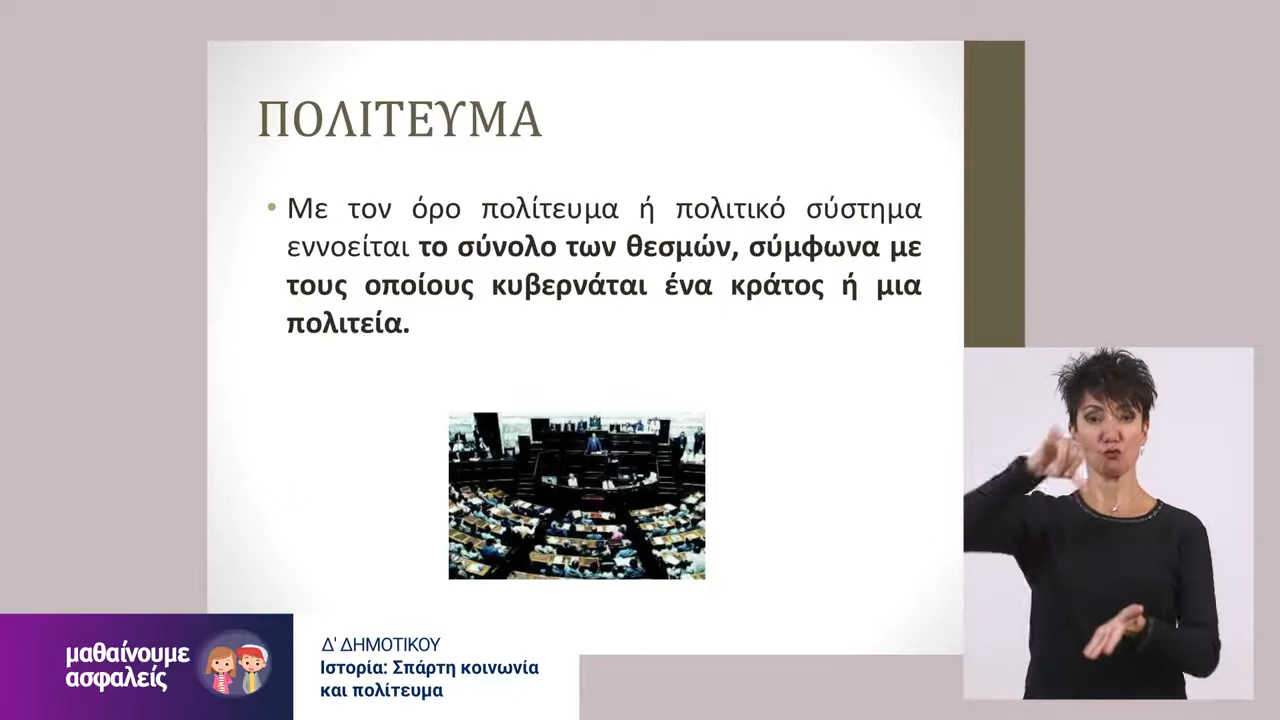 ΠΟΛΙΤΕΥΜΑ
• Με τον όρο πολίτευμα ή πολιτικό σύστημα
εννοείται το σύνολο των θεσμών, σύμφωνα με
τους οποίους κυβερνάται ένα κράτος ή μια
πολιτεία.
μαθαίνουμε
ασφαλείς
Δ' ΔΗΜΟΤΙΚΟΥ
Ιστορία: Σπάρτη κοινωνία
και πολίτευμα